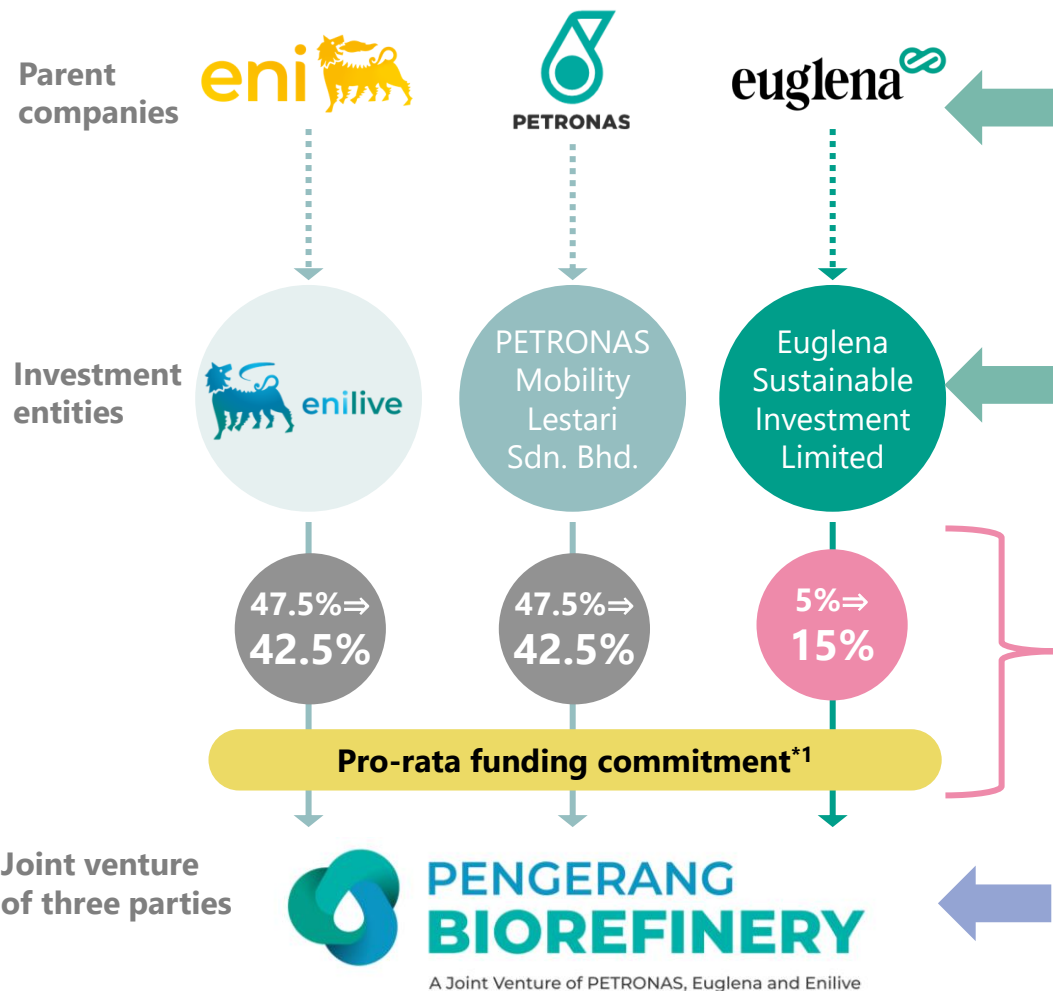 Parent
companies
eni
PETRONAS
euglena
Investment
entities
enilive
PETRONAS
Mobility
Lestari
Sdn. Bhd.
Euglena
Sustainable
Investment
Limited
47.5%⇒
42.5%
47.5%⇒
42.5%
5%⇒
15%
Pro-rata funding commitment*1
Joint venture
of three parties
PENGERANG
BIOREFINERY
A Joint Venture of PETRONAS, Euglena and Enilive